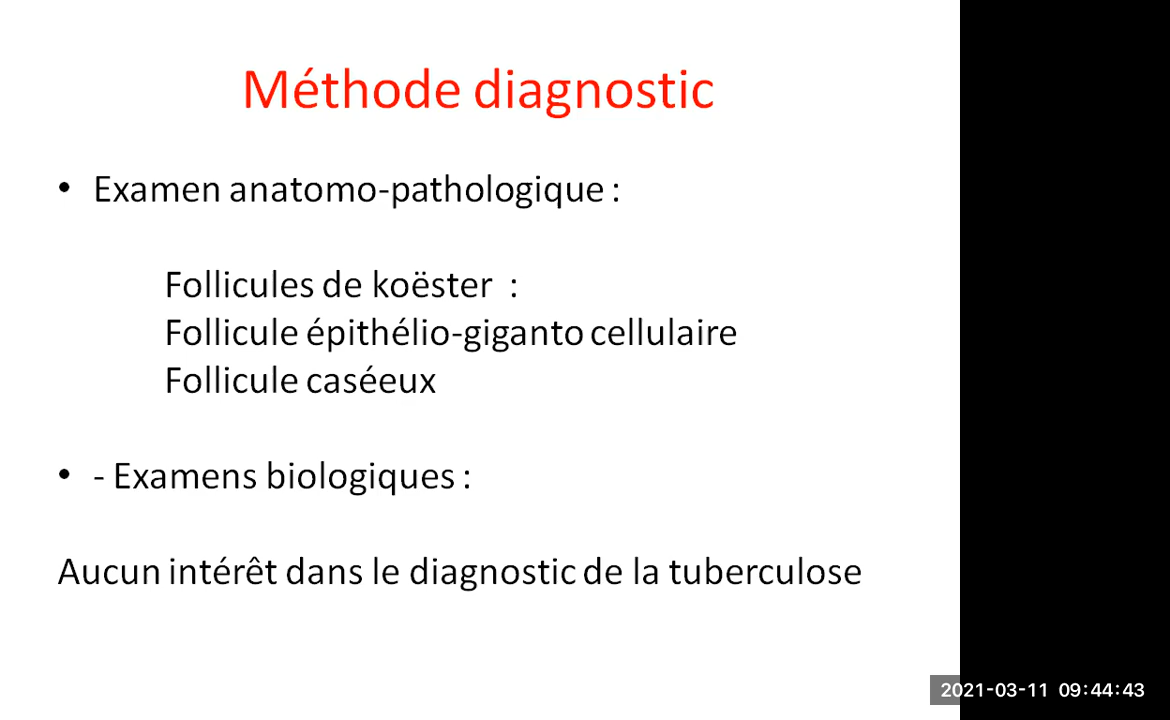 Méthode diagnostic
• Examen anatomo-pathologique :
Follicules de koëster :
Follicule épithélio-giganto cellulaire
Follicule caséeux
• - Examens biologiques :
Aucun intérêt dans le diagnostic de la tuberculose
2021-03-11 09:44:43